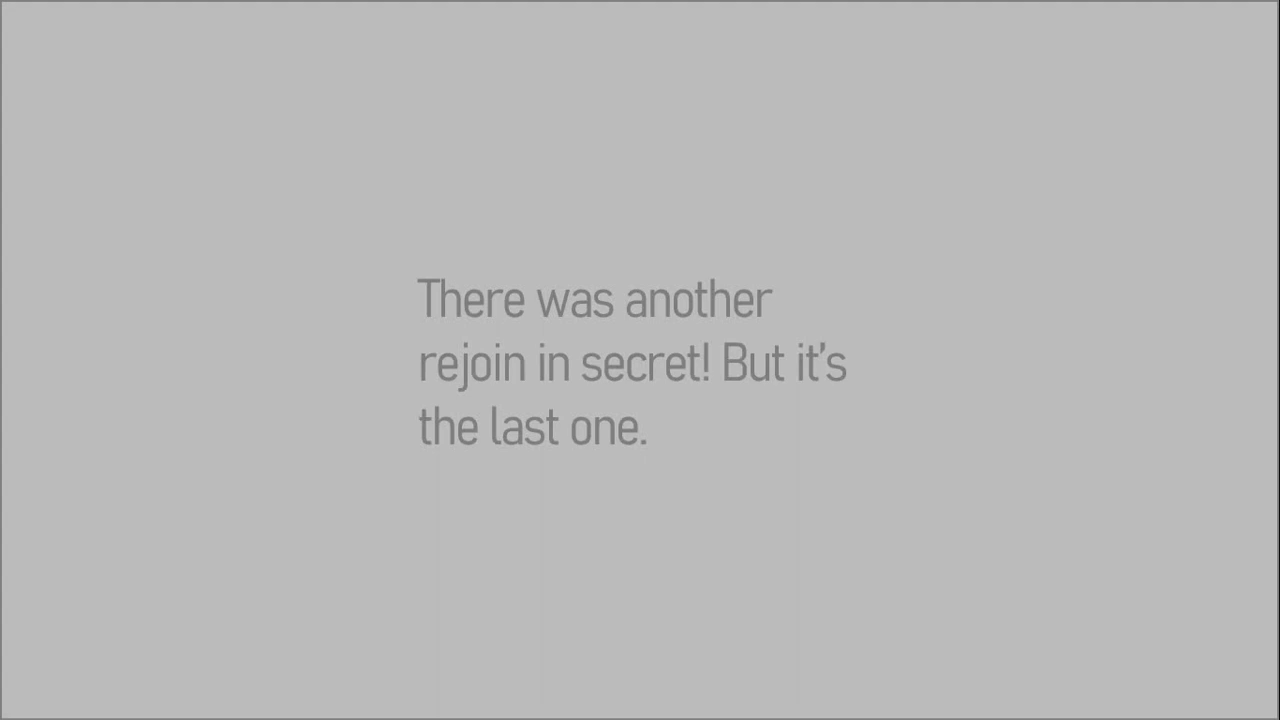 There was another
rejoin in secret! But it’s
the last one.